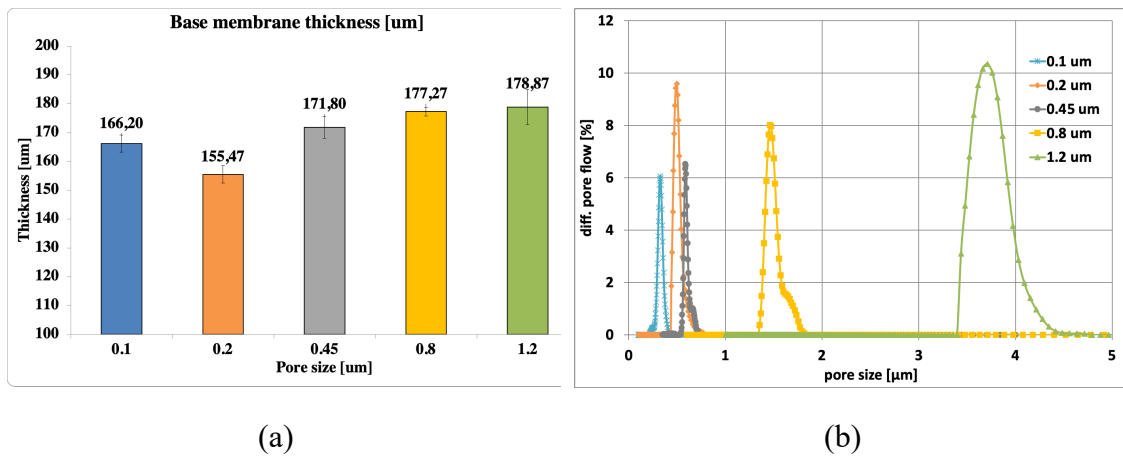 Base membrane thickness [um]
Thickness [um]
200
190
180
170
160
150
140
130
120
110
100
166,20
155,47
171,80
177,27
178,87
0.1 0.2 0.45 0.8 1.2
Pore size [um]
(a)
diff. pore flow [%]
12
10
8
6
4
2
0
0.1 um
0.2 um
0.45 um
0.8 um
1.2 um
0 1 2 3 4 5
pore size [µm]
(b)